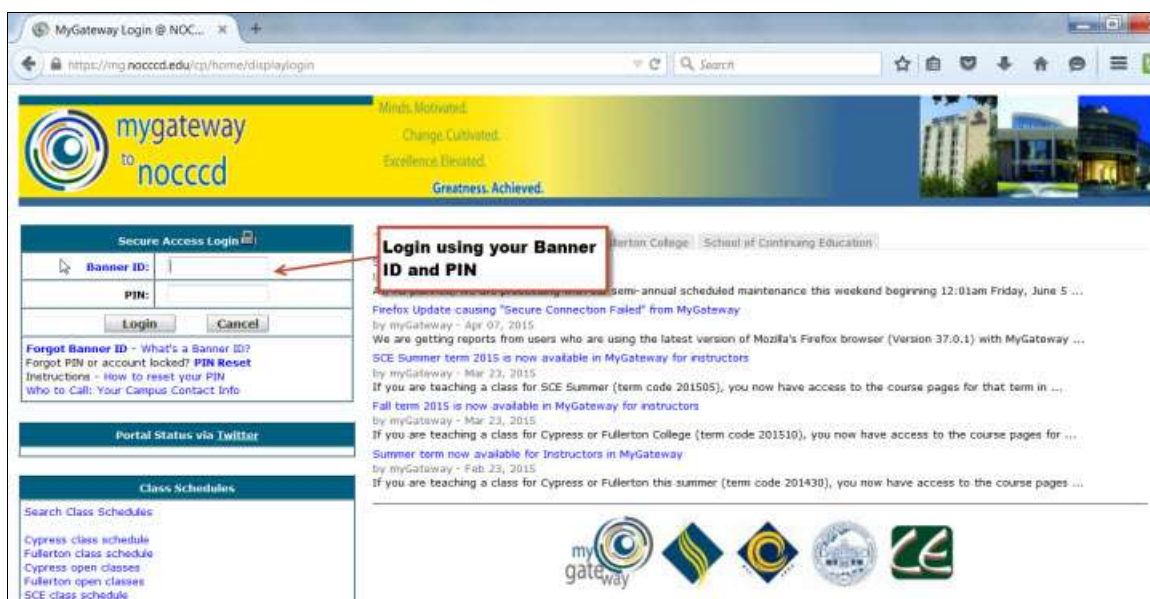 MyGateway Login @ NOC...
https://mg.nocccd.edu/cp/home/displaylogin
Search
mygateway
to
nocccd
Minds. Motivated.
Change. Cultivated.
Excellence. Elevated.
Greatness. Achieved.
Secure Access Login
Banner ID:
PIN:
Login Cancel
Forgot Banner ID - What's a Banner ID?
Forgot PIN or account locked? PIN Reset
Instructions - How to reset your PIN
Who to Call: Your Campus Contact Info
Portal Status via Twitter
Class Schedules
Search Class Schedules
Cypress class schedule
Fullerton class schedule
Cypress open classes
Fullerton open classes
SCE class schedule
Login using your Banner
ID and PIN
College School of Continuing Education
semi-annual scheduled maintenance this weekend beginning 12:01am Friday, June 5 ...
Firefox Update causing "Secure Connection Failed" from MyGateway
by myGateway - Apr 07, 2015
We are getting reports from users who are using the latest version of Mozilla's Firefox browser (Version 37.0.1) with MyGateway ...
SCE Summer term 2015 is now available in MyGateway for instructors
by myGateway - Mar 23, 2015
If you are teaching a class for SCE Summer (term code 201505), you now have access to the course pages for that term in ...
Fall term 2015 is now available in MyGateway for instructors
by myGateway - Mar 23, 2015
If you are teaching a class for Cypress or Fullerton College (term code 201510), you now have access to the course pages for ...
Summer term now available for Instructors in MyGateway
by myGateway - Feb 23, 2015
If you are teaching a class for Cypress or Fullerton this summer (term code 201430), you now have access to the course pages ...
my
gateway
CE